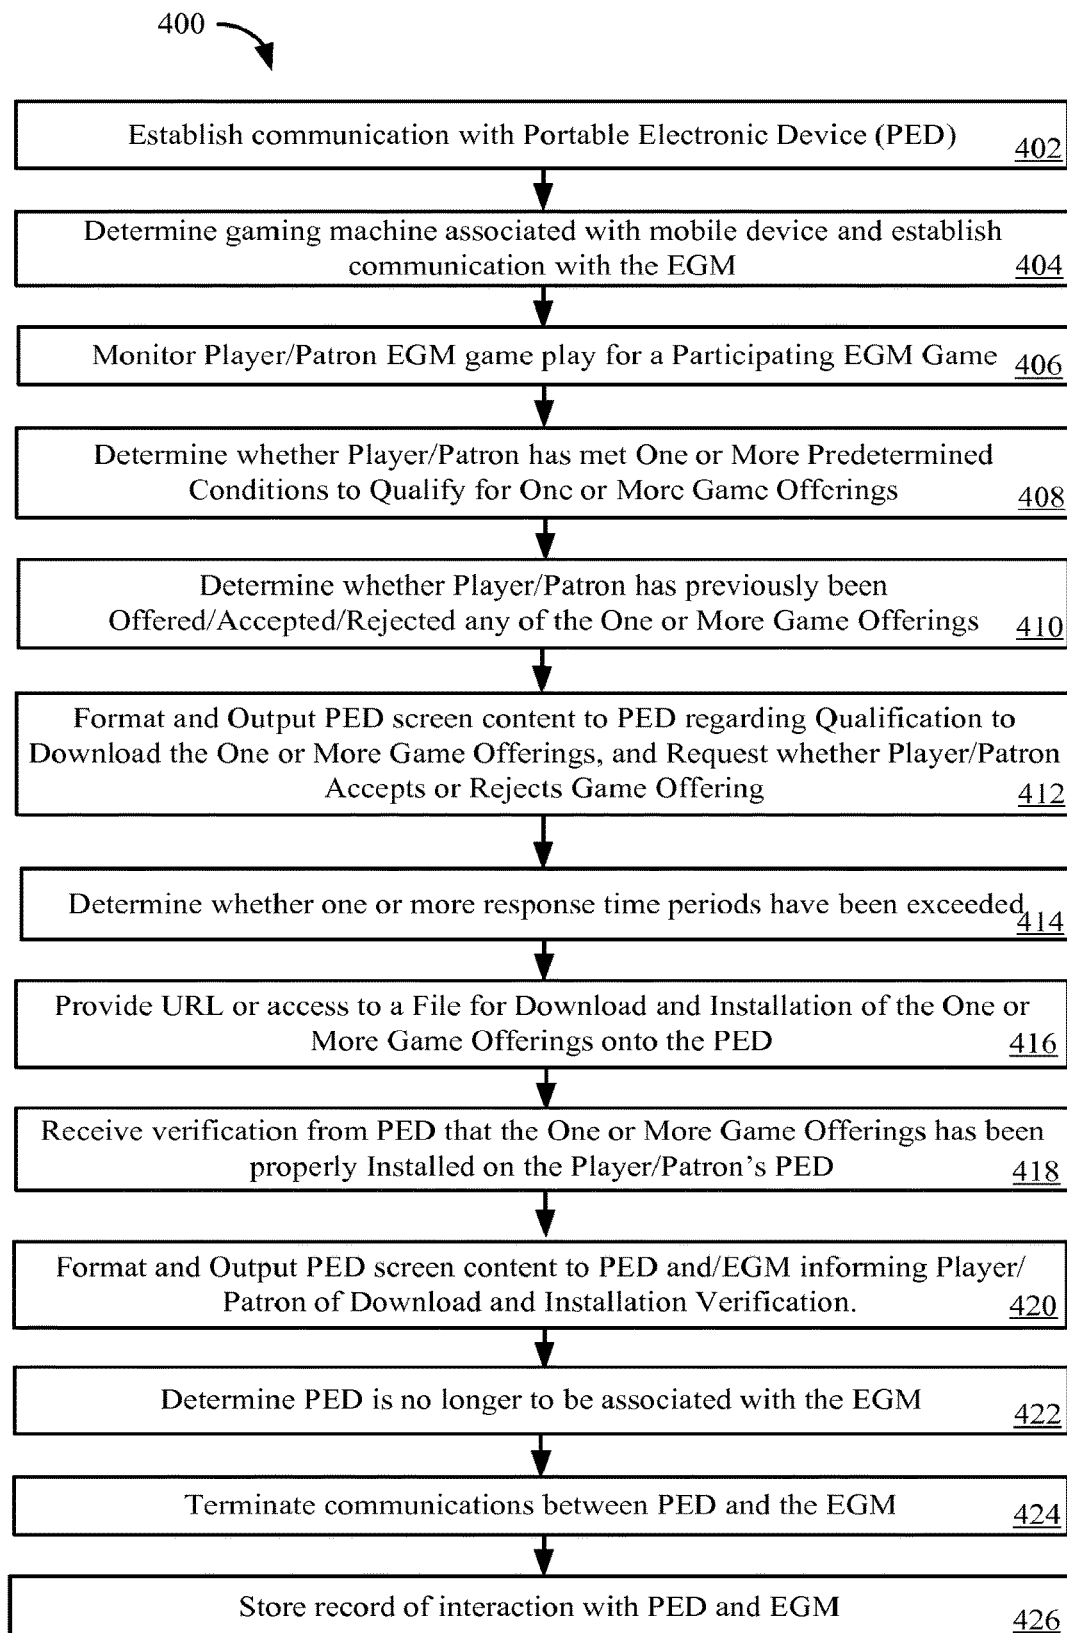 400
Establish communication with Portable Electronic Device (PED)
402
Determine gaming machine associated with mobile device and establish
communication with the EGM
404
Monitor Player/Patron EGM game play for a Participating EGM Game
406
Determine whether Player/Patron has met One or More Predetermined
Conditions to Qualify for One or More Game Offerings
408
Determine whether Player/Patron has previously been
Offered/Accepted/Rejected any of the One or More Game Offerings
410
Format and Output PED screen content to PED regarding Qualification to
Download the One or More Game Offerings, and Request whether Player/Patron
Accepts or Rejects Game Offering
412
Determine whether one or more response time periods have been exceeded
414
Provide URL or access to a File for Download and Installation of the One or
More Game Offerings onto the PED
416
Receive verification from PED that the One or More Game Offerings has been
properly Installed on the Player/Patron's PED
418
Format and Output PED screen content to PED and/EGM informing Player/
Patron of Download and Installation Verification.
420
Determine PED is no longer to be associated with the EGM
422
Terminate communications between PED and the EGM
424
Store record of interaction with PED and EGM
426